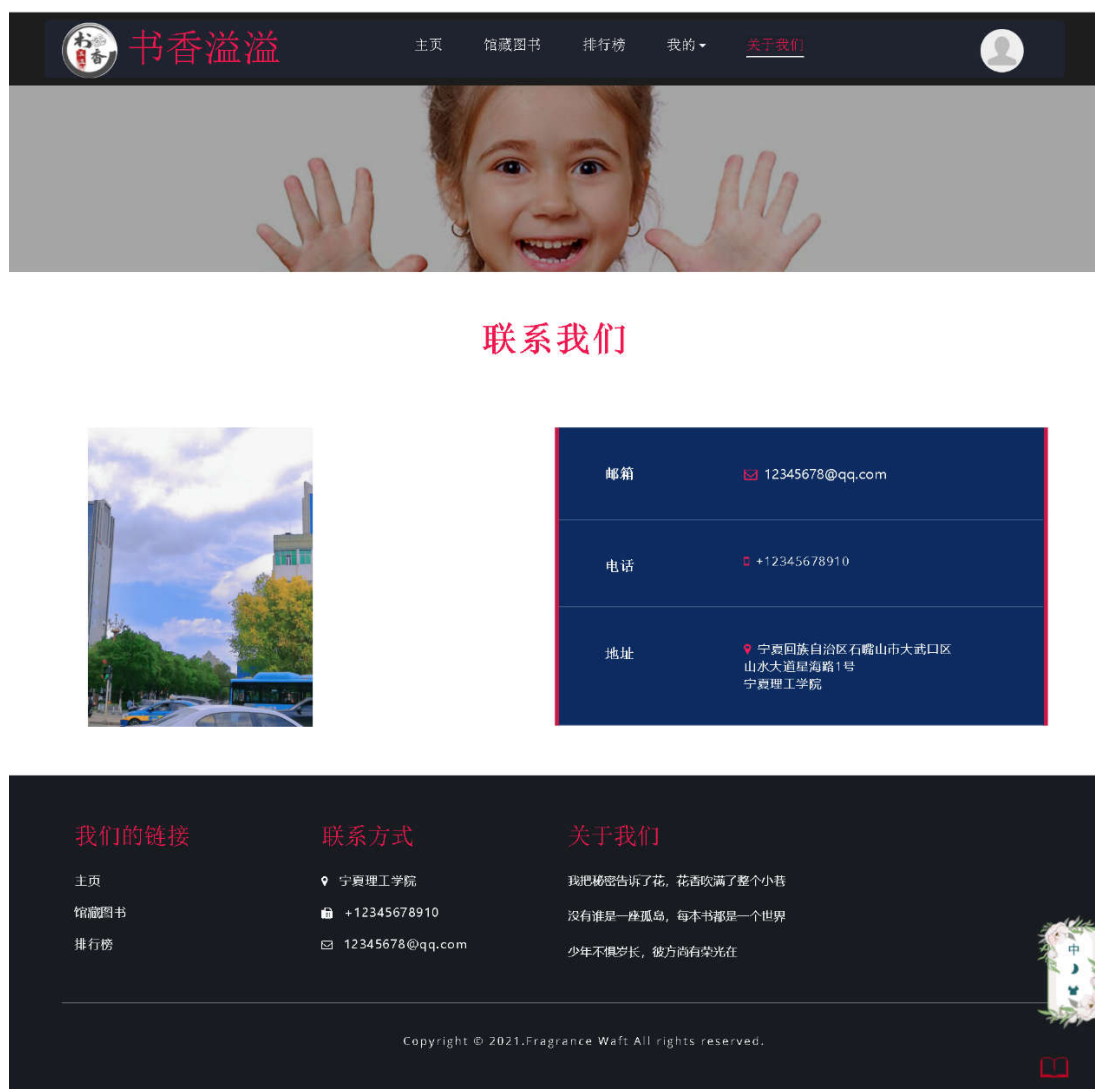 书香
书香溢溢
主页 馆藏图书 排行榜 我的 关于我们
联系我们
邮箱 12345678@qq.com
电话 +12345678910
地址 宁夏回族自治区石嘴山市大武口区
山水大道星海路1号
宁夏理工学院
我们的链接
主页
馆藏图书
排行榜
联系方式
宁夏理工学院
+12345678910
12345678@qq.com
关于我们
我把秘密告诉了花，花香吹满了整个小巷
没有谁是一座孤岛，每本书都是一个世界
少年不惧岁长，彼方尚有荣光在
中
Copyright © 2021.Fragrance Waft All rights reserved.